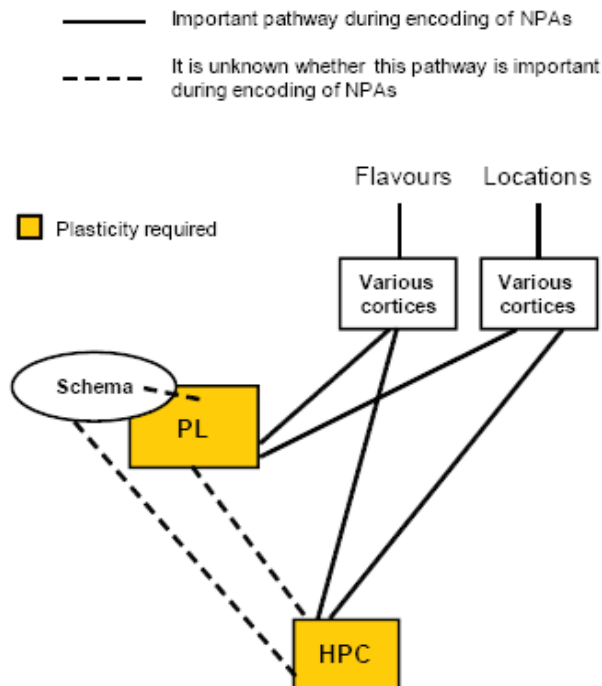 Important pathway during encoding of NPAs
It is unknown whether this pathway is important
during encoding of NPAs
Flavours Locations
Plasticity required
Various
cortices
Various
cortices
Schema
PL
HPC